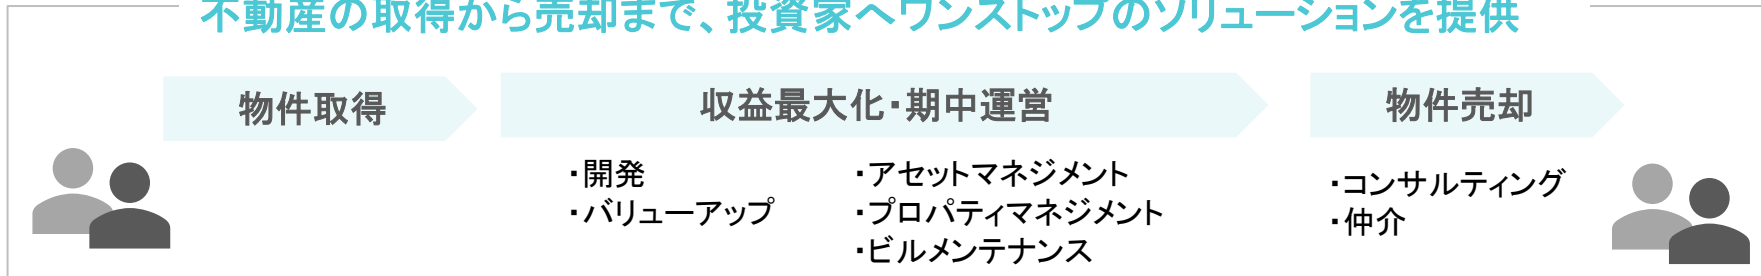 不動産の取得から売却まで、投資家へワンストップのソリューションを提供
物件取得
収益最大化・期中運営
物件売却
・開発
・バリューアップ
・アセットマネジメント
・プロパティマネジメント
・ビルメンテナンス
・コンサルティング
・仲介